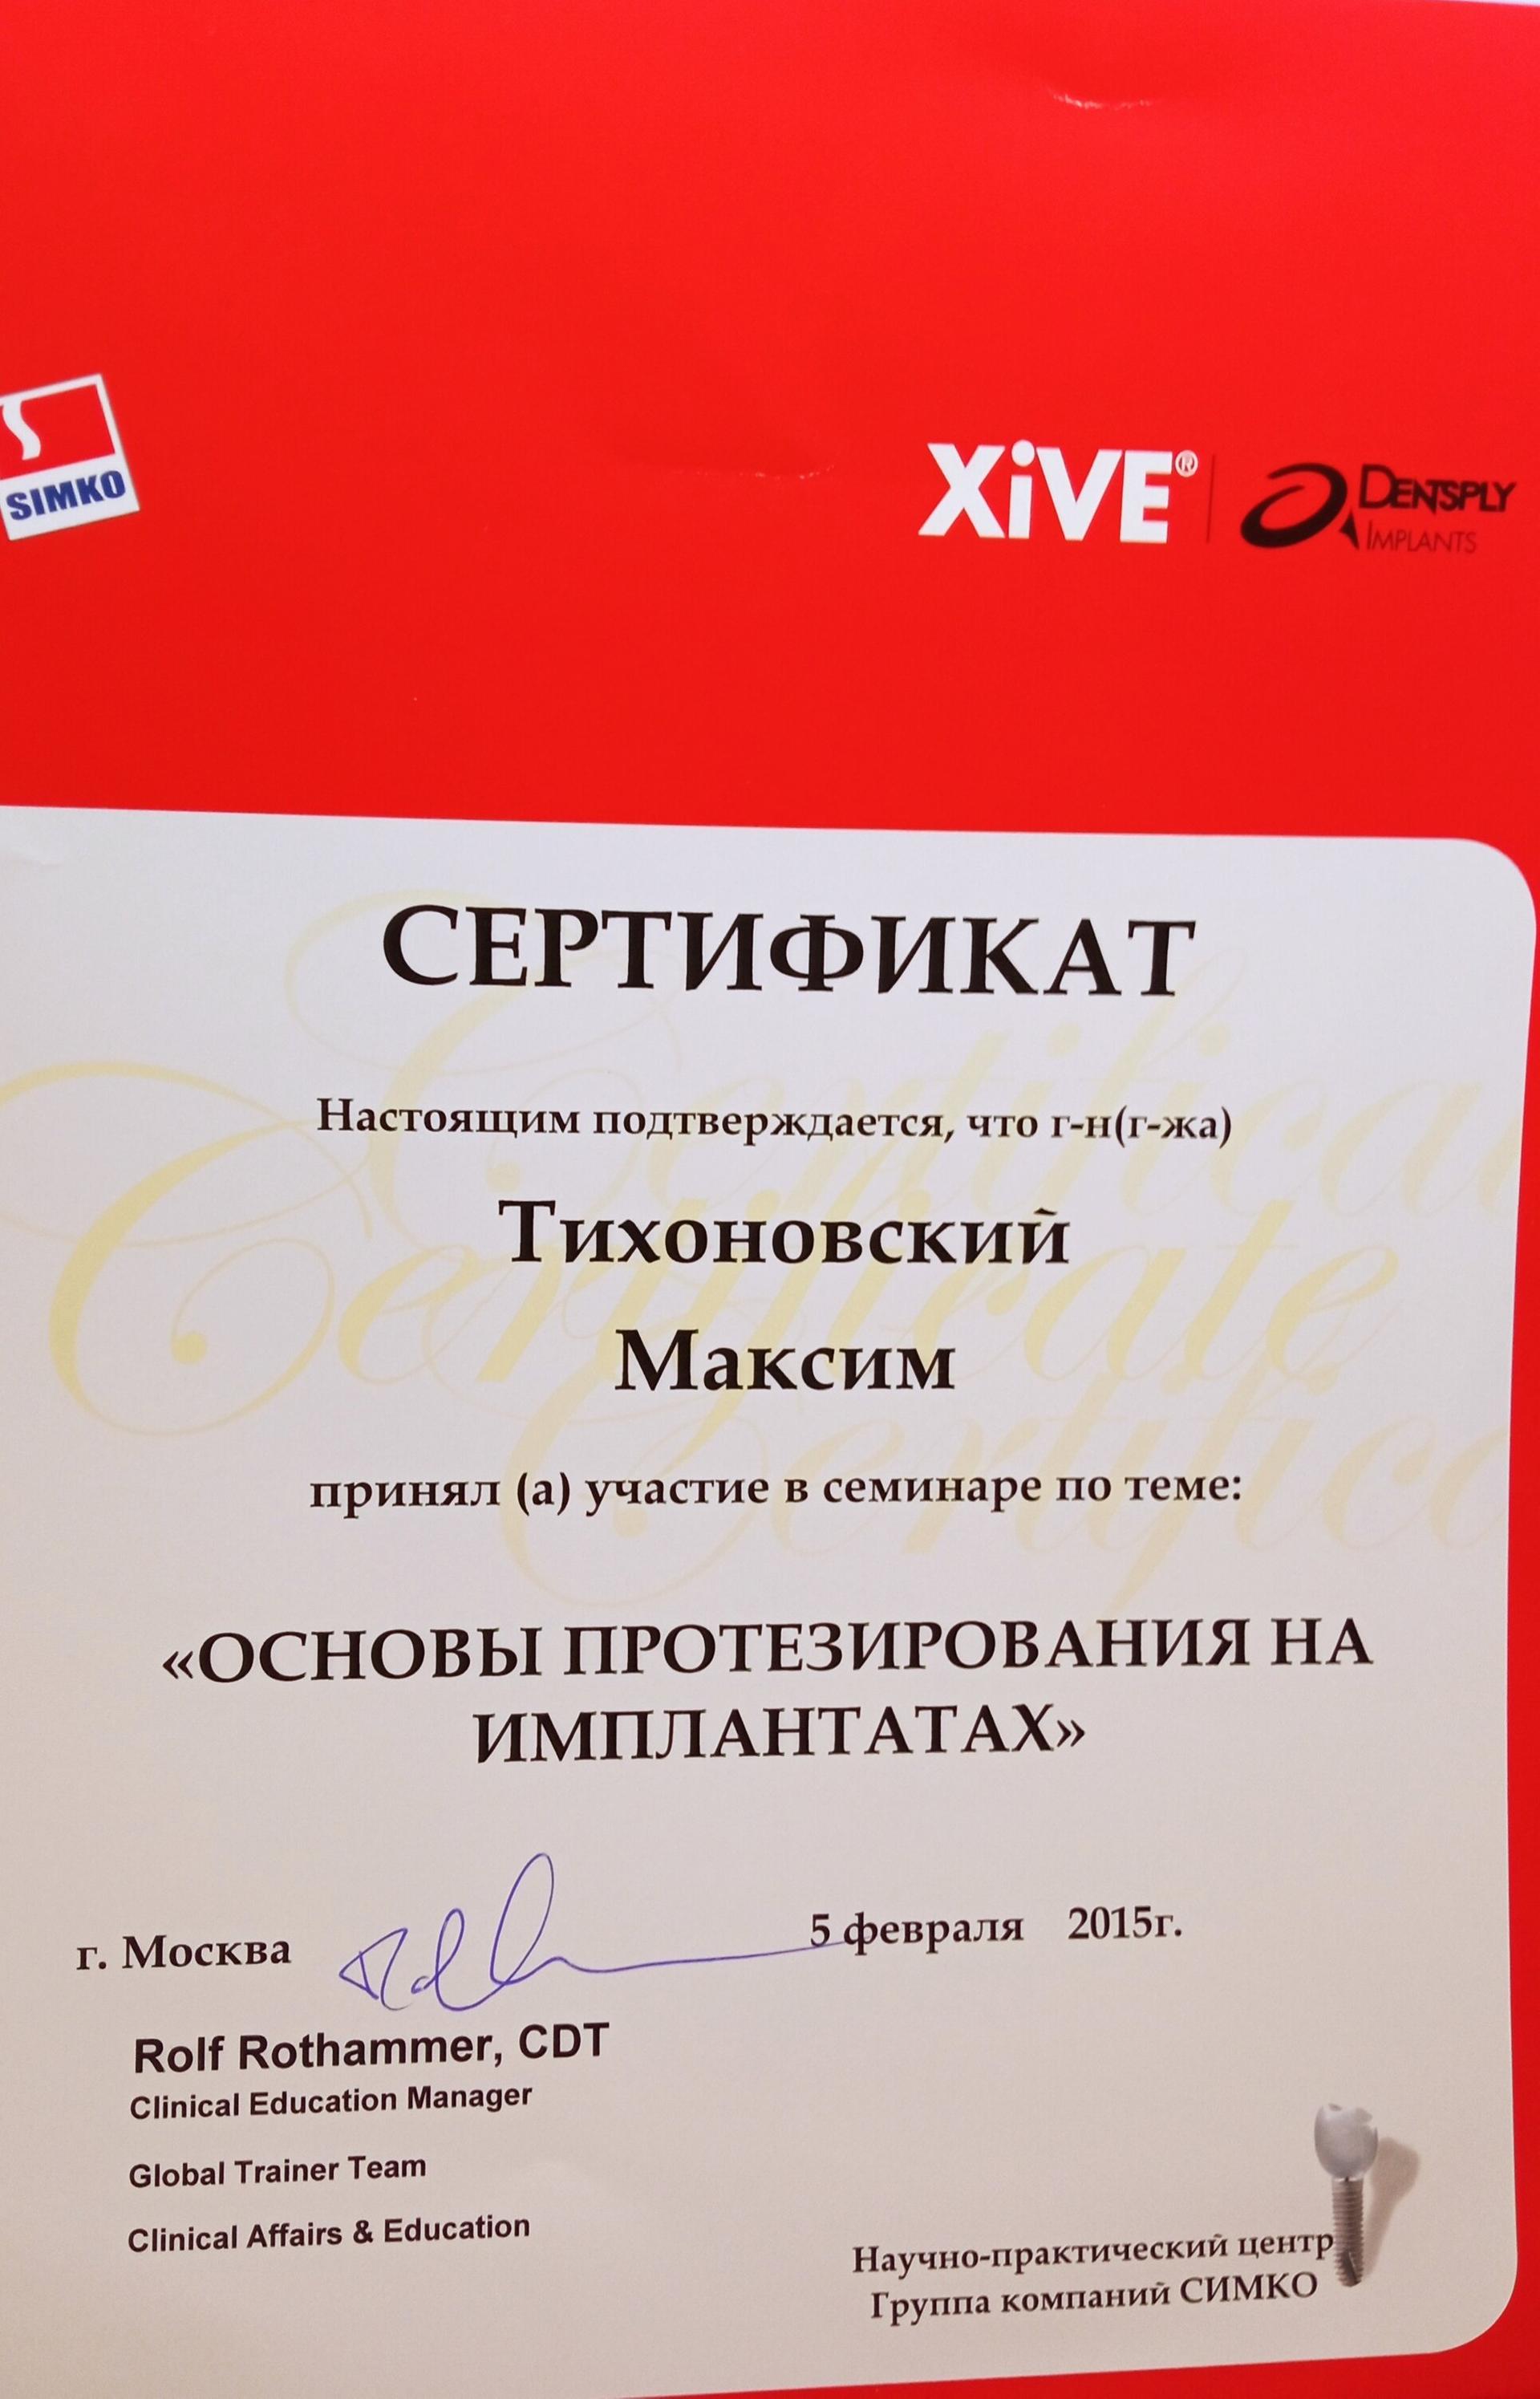 SIMKO
XiVE® DENTSPLY
IMPLANTS
СЕРТИФИКАТ
Настоящим подтверждается, что г-н(г-жа)
Тихоновский
Максим
принял (а) участие в семинаре по теме:
«ОСНОВЫ ПРОТЕЗИРОВАНИЯ НА
ИМПЛАНТАТАХ»
г. Москва 5 февраля 2015г.
Rolf Rothammer, CDT
Clinical Education Manager
Global Trainer Team
Clinical Affairs & Education
Научно-практический центр
Группа компаний СИМКО